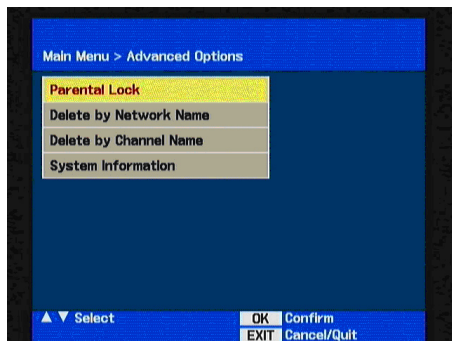 Main Menu > Advanced Options
Parental Lock
Delete by Network Name
Delete by Channel Name
System Information
▲ ▼ Select
OK Confirm
EXIT Cancel/Quit